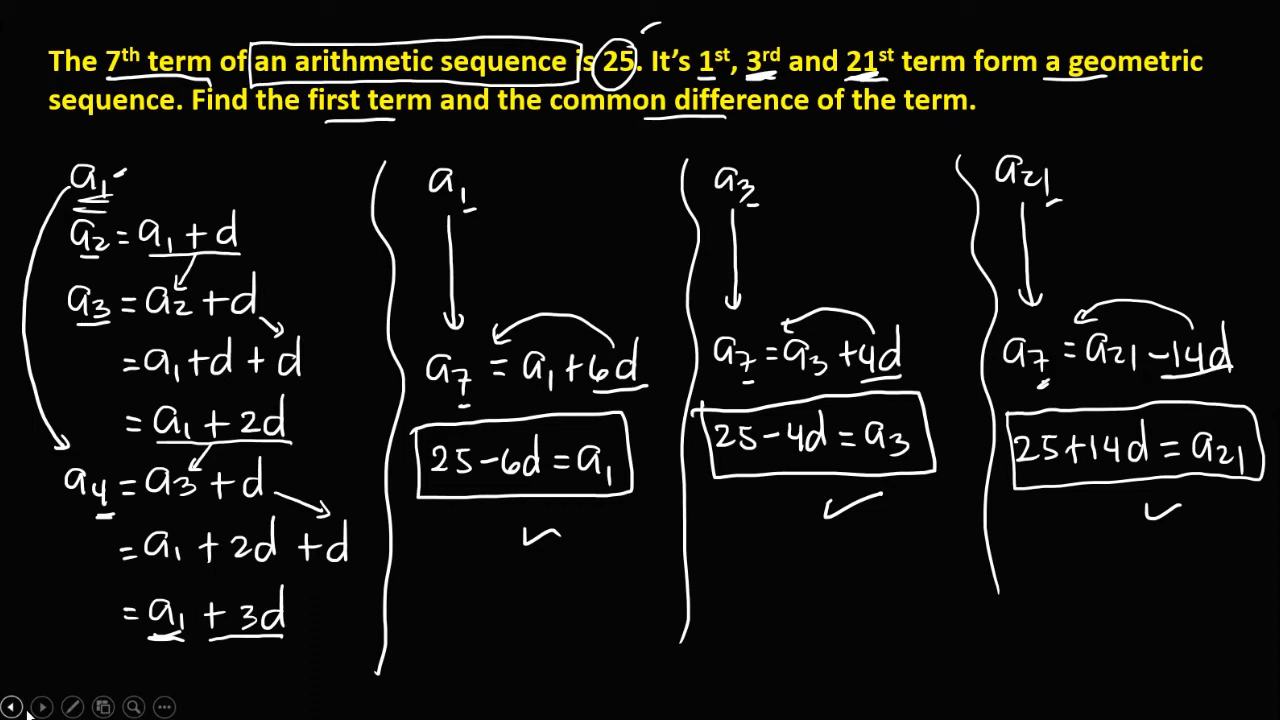 The 7th term of an arithmetic sequence is 25. It's 1st, 3rd and 21st term form a geometric
sequence. Find the first term and the common difference of the term.
a₁
a₂ = a₁ + d
a₃ = a₂ + d
= a₁ + d + d
= a₁ + 2d
a₄ = a₃ + d
= a₁ + 2d + d
= a₁ + 3d
a₁
a₇ = a₁ + 6d
25 - 6d = a₁
a₃
a₇ = a₃ + 4d
25 - 4d = a₃
a₂₁
a₇ = a₂₁ - 14d
25 + 14d = a₂₁